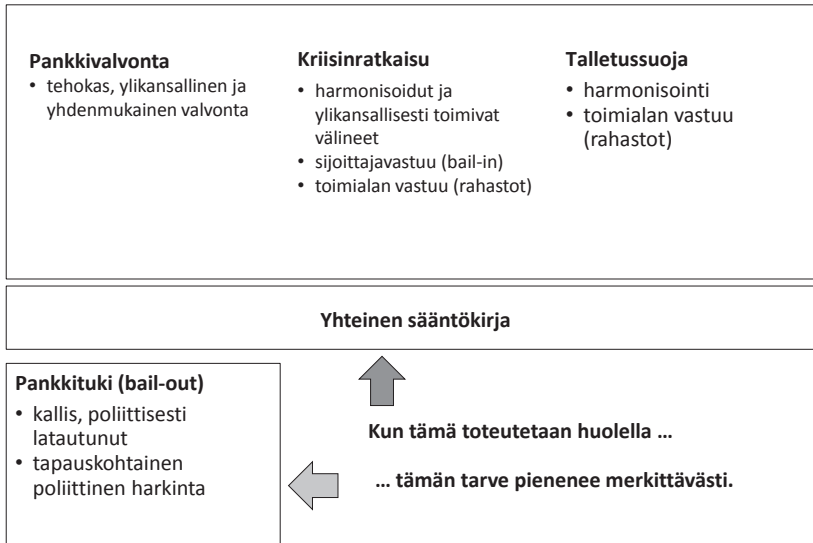 Pankkivalvonta
• tehokas, ylikansallinen ja
yhdenmukainen valvonta
Kriisinratkaisu
• harmonisoidut ja
ylikansallisesti toimivat
välineet
• sijoittajavastuu (bail-in)
• toimialan vastuu (rahastot)
Talletussuoja
• harmonisointi
• toimialan vastuu
(rahastot)
Yhteinen sääntökirja
Pankkituki (bail-out)
• kallis, poliittisesti
latautunut
• tapauskohtainen
poliittinen harkinta
Kun tämä toteutetaan huolella ...
... tämän tarve pienenee merkittävästi.